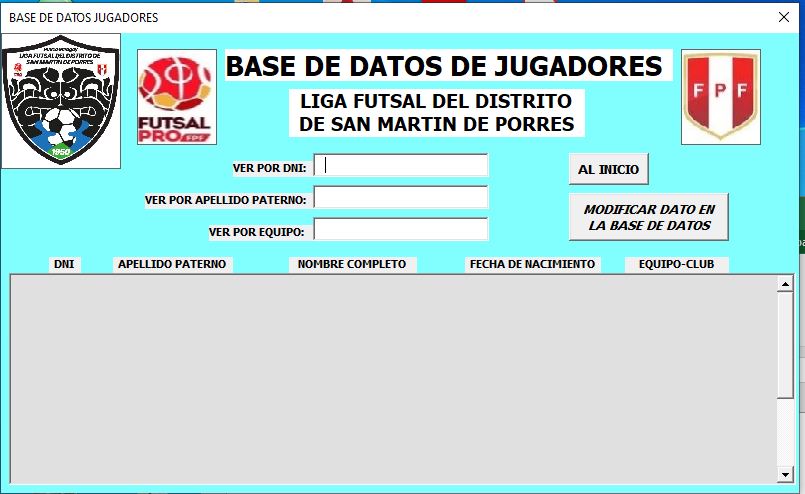 BASE DE DATOS JUGADORES
LIGA FUTSAL DEL DISTRITO DE
SAN MARTIN DE PORRES
1950
FUTSAL
PRO FPF
BASE DE DATOS DE JUGADORES
LIGA FUTSAL DEL DISTRITO
DE SAN MARTIN DE PORRES
FPF
VER POR DNI:
AL INICIO
VER POR APELLIDO PATERNO:
MODIFICAR DATO EN
LA BASE DE DATOS
VER POR EQUIPO:
DNI APELLIDO PATERNO NOMBRE COMPLETO FECHA DE NACIMIENTO EQUIPO-CLUB